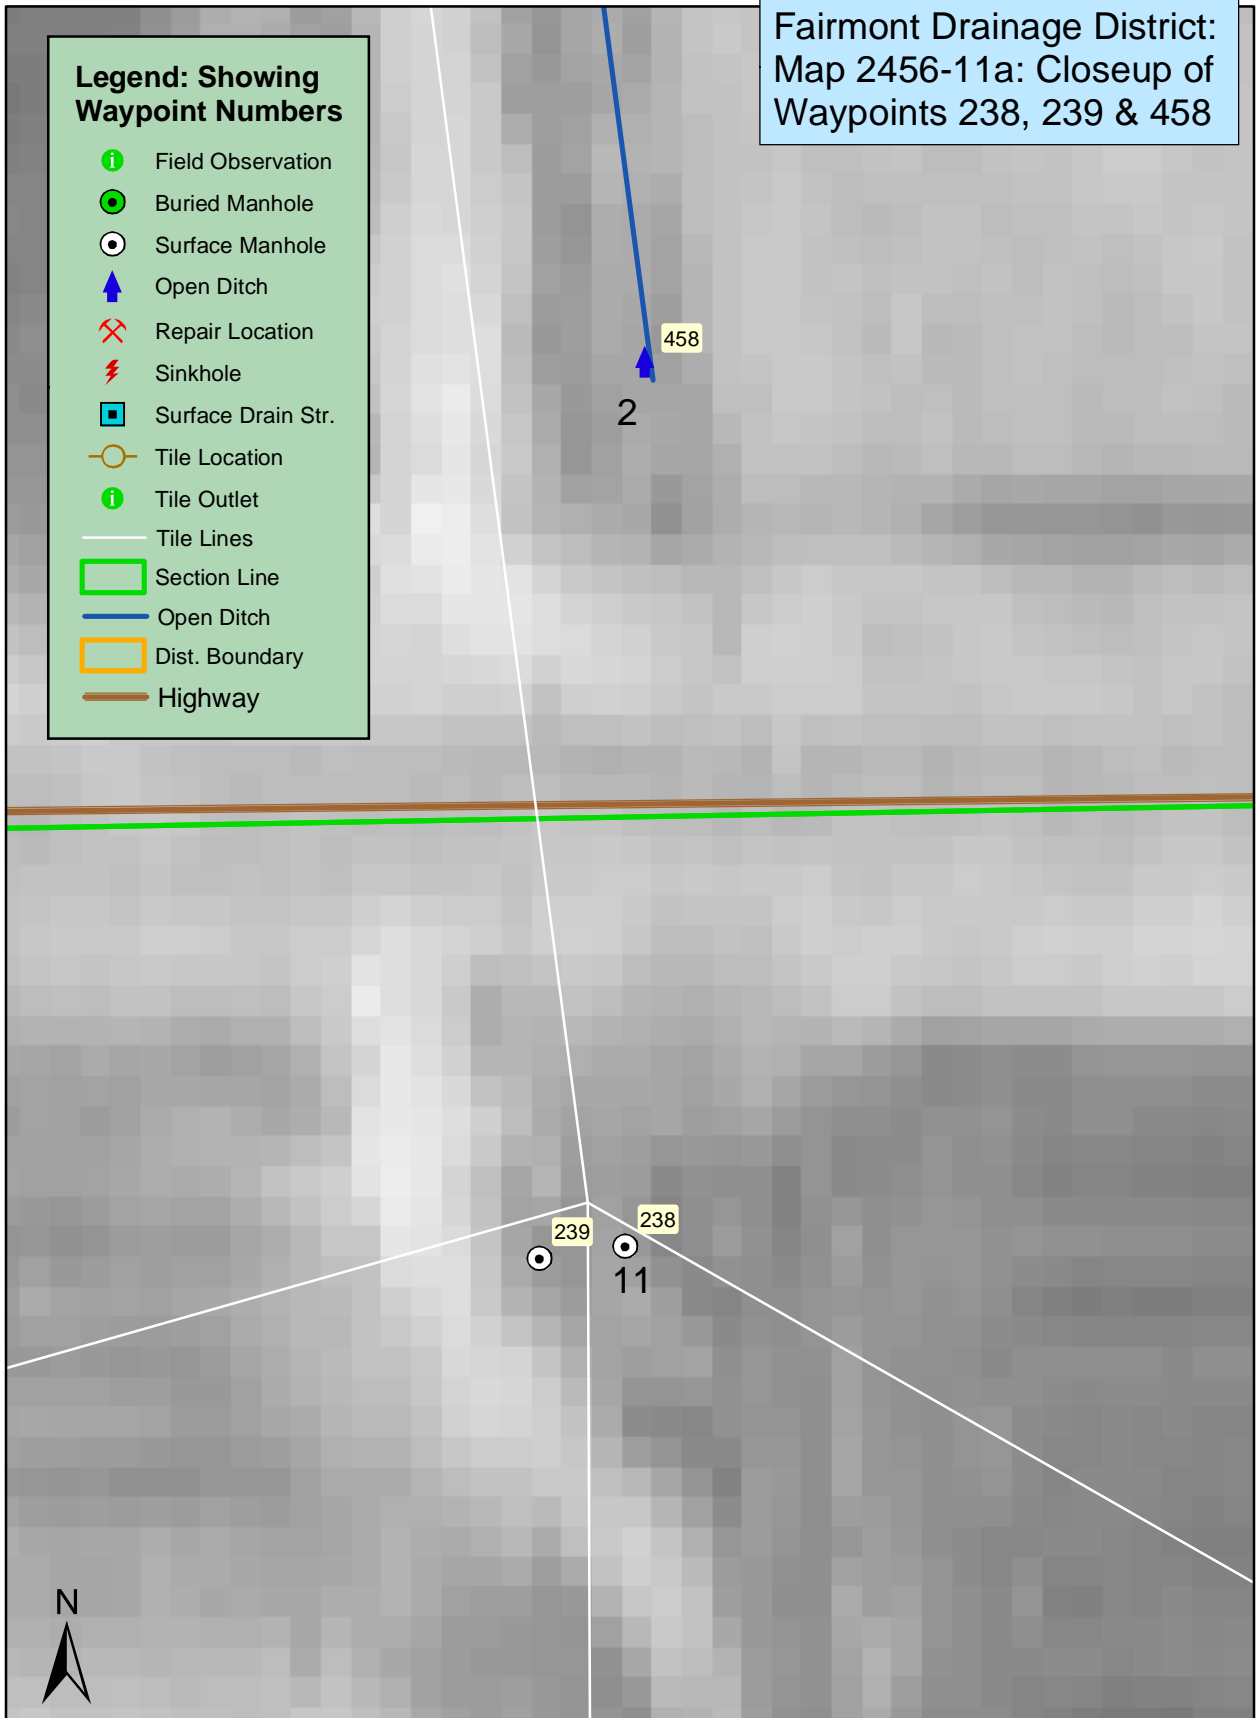 Fairmont Drainage District:
Map 2456-11a: Closeup of
Waypoints 238, 239 & 458
Legend: Showing
Waypoint Numbers
i Field Observation
Buried Manhole
Surface Manhole
Open Ditch
Repair Location
Sinkhole
Surface Drain Str.
Tile Location
i Tile Outlet
Tile Lines
Section Line
Open Ditch
Dist. Boundary
Highway
458
2
238
239
11
N